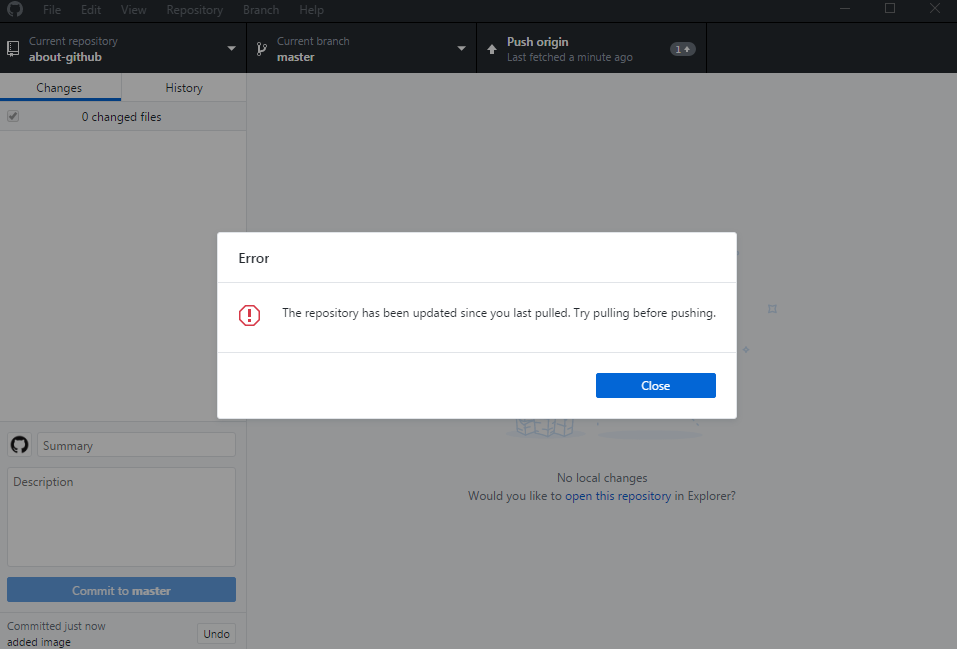 File Edit View Repository Branch Help
Current repository
about-github
Current branch
master
Push origin
Last fetched a minute ago
1
Changes History
0 changed files
Error
The repository has been updated since you last pulled. Try pulling before pushing.
Close
No local changes
Would you like to open this repository in Explorer?
Summary
Description
Commit to master
Committed just now
added image
Undo